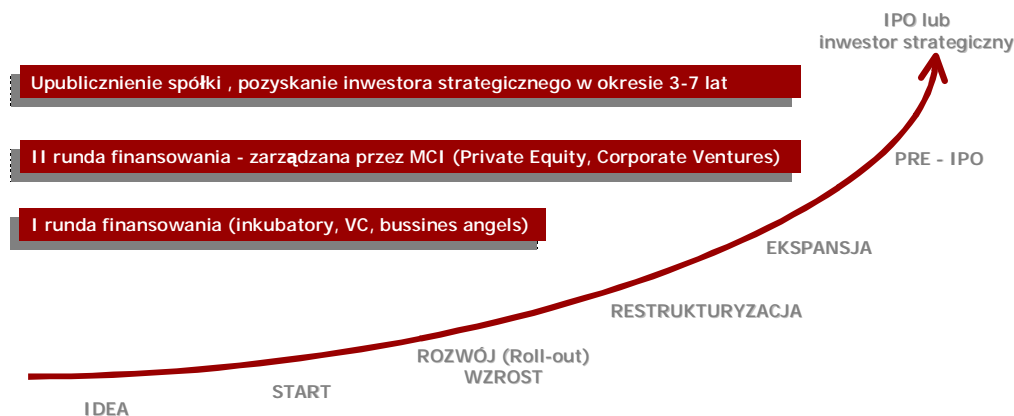 IPO lub
inwestor strategiczny
Upublicznienie spółki , pozyskanie inwestora strategicznego w okresie 3-7 lat
II runda finansowania - zarządzana przez MCI (Private Equity, Corporate Ventures)
PRE - IPO
I runda finansowania (inkubatory, VC, bussines angels)
EKSPANSJA
RESTRUKTURYZACJA
ROZWÓJ (Roll-out)
WZROST
START
IDEA